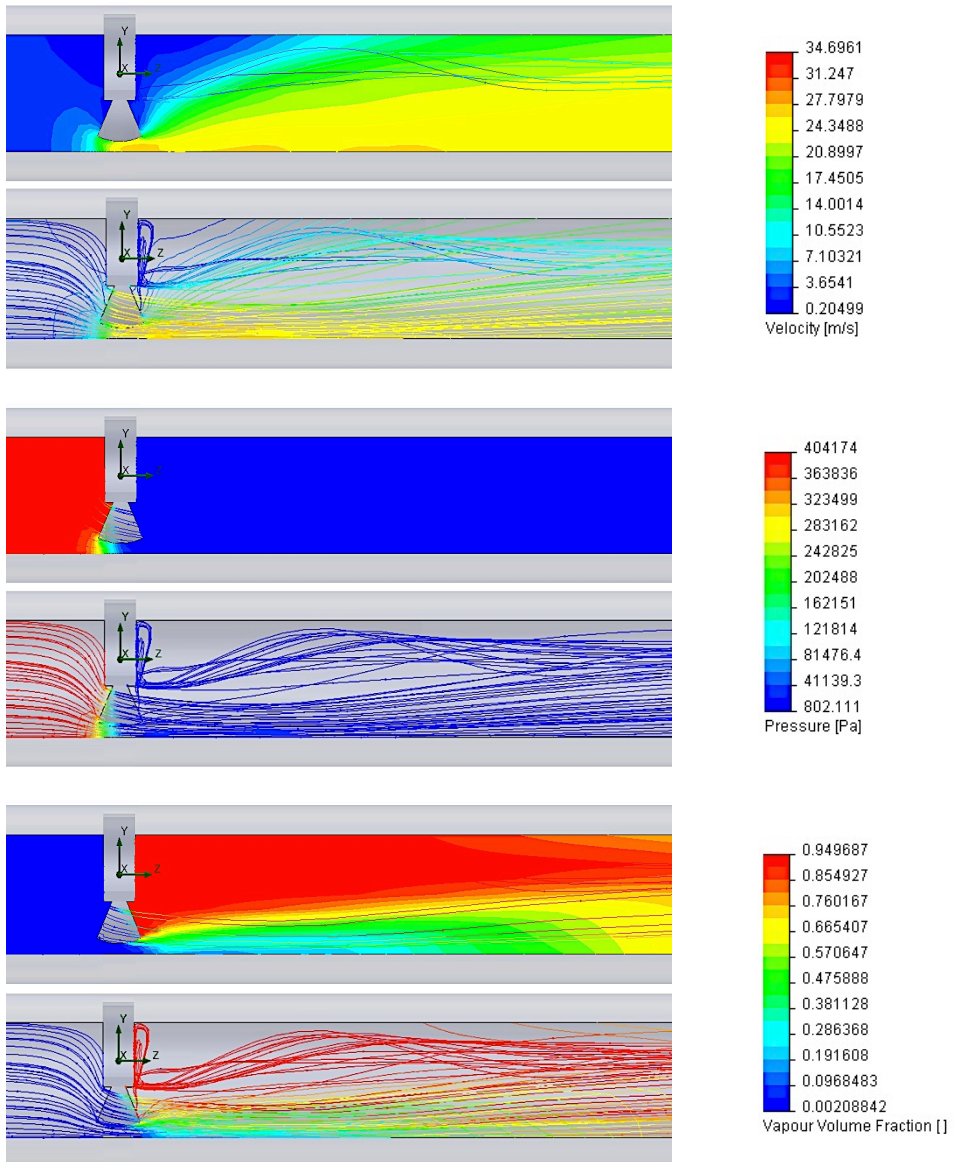 Y
X
Z
34.6961
31.247
27.7979
24.3488
20.8997
17.4505
14.0014
10.5523
7.10321
3.6541
0.20499
Velocity [m/s]
Y
X
Z
Y
X
Z
404174
363836
323499
283162
242825
202488
162151
121814
81476.4
41139.3
802.111
Pressure [Pa]
Y
X
Z
Y
X
Z
0.949687
0.854927
0.760167
0.665407
0.570647
0.475888
0.381128
0.286368
0.191608
0.0968483
0.00208842
Vapour Volume Fraction [ ]
Y
X
Z